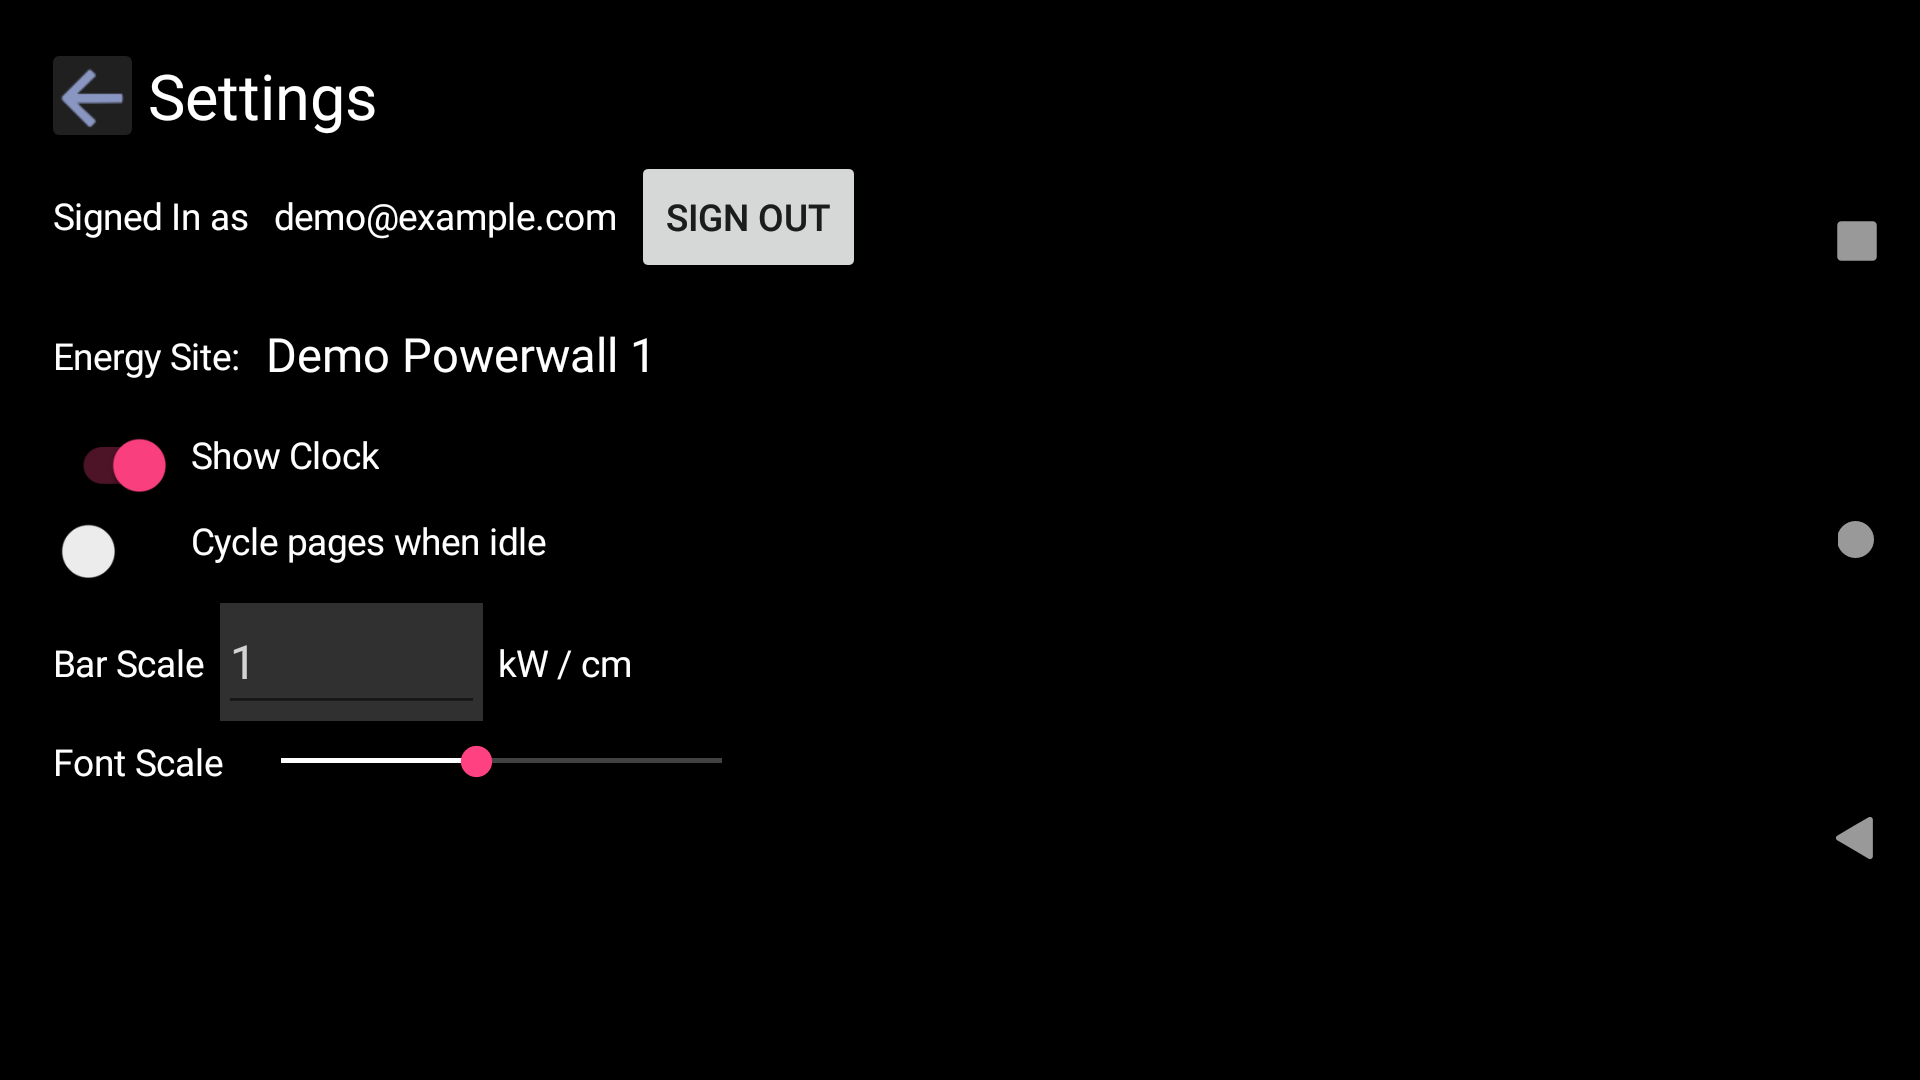 Settings
Signed In as demo@example.com SIGN OUT
Energy Site: Demo Powerwall 1
Show Clock
Cycle pages when idle
Bar Scale 1 kW / cm
Font Scale